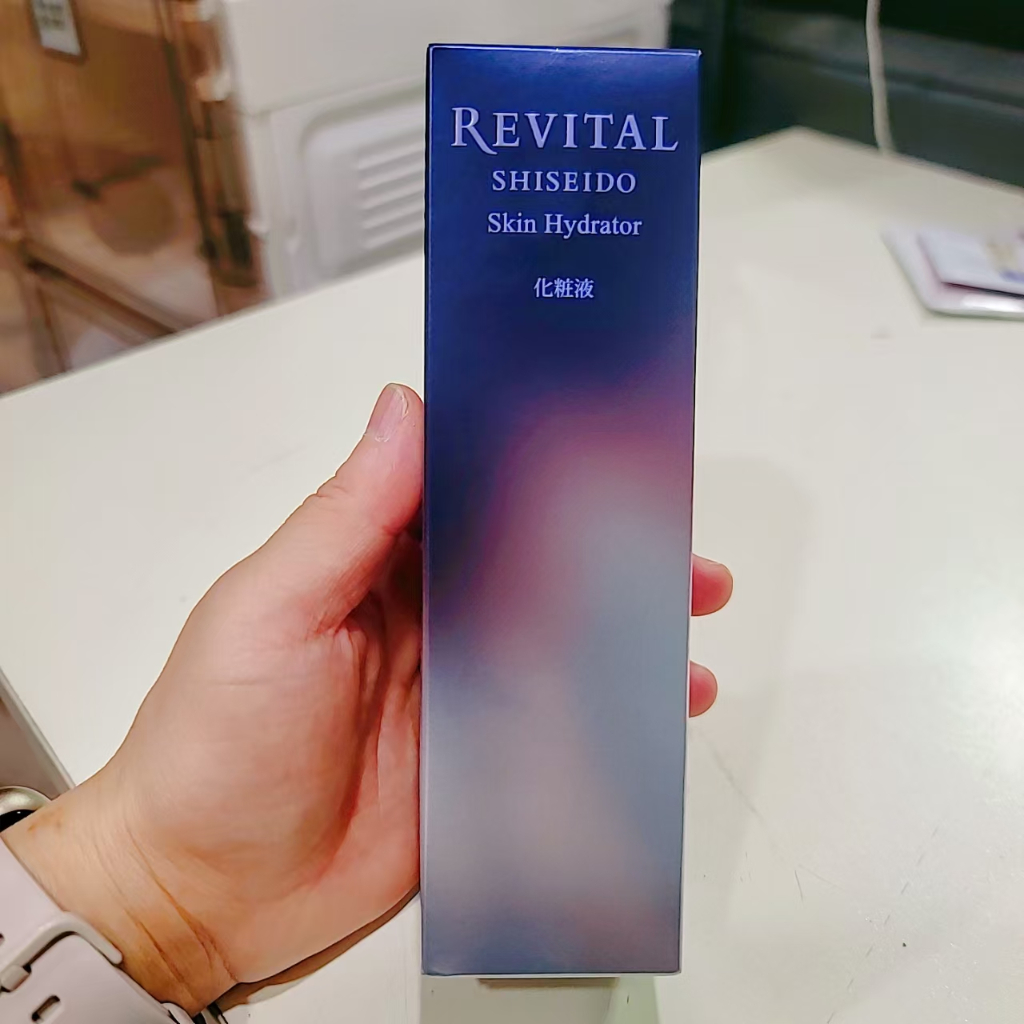 REVITAL
SHISEIDO
Skin Hydrator
化粧液